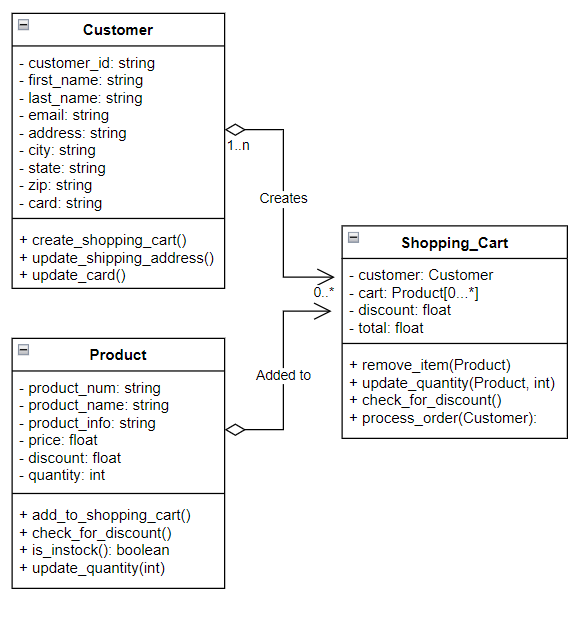 Customer
- customer_id: string
- first_name: string
- last_name: string
- email: string
- address: string
- city: string
- state: string
- zip: string
- card: string
+ create_shopping_cart()
+ update_shipping_address()
+ update_card()
1..n
Creates
0..*
Shopping_Cart
- customer: Customer
- cart: Product[0...*]
- discount: float
- total: float
+ remove_item(Product)
+ update_quantity(Product, int)
+ check_for_discount()
+ process_order(Customer):
Added to
Product
- product_num: string
- product_name: string
- product_info: string
- price: float
- discount: float
- quantity: int
+ add_to_shopping_cart()
+ check_for_discount()
+ is_instock(): boolean
+ update_quantity(int)